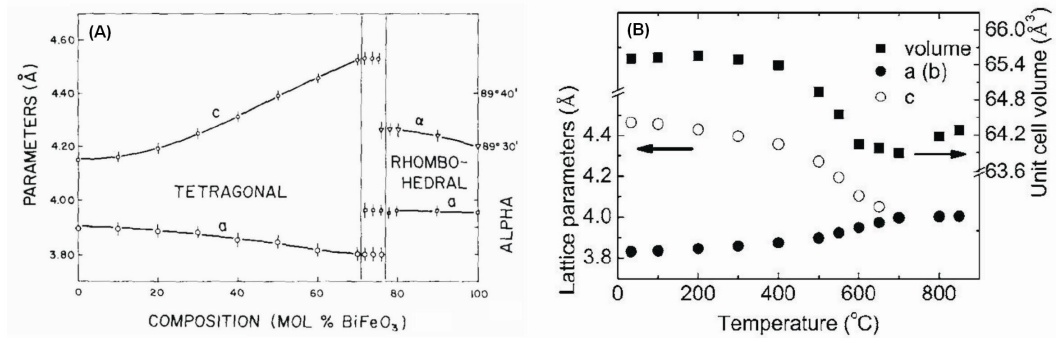 (A)
4.60
4.40
4.20
4.00
3.80
PARAMETERS (Å)
c
α
89°40'
89°30'
RHOMBO-
HEDRAL
TETRAGONAL
a
a
ALPHA
0
20
40
60
80
100
COMPOSITION (MOL % BiFeO3)
(B)
66.0
65.4
64.8
64.2
63.6
Unit cell volume (Å3)
volume
a (b)
c
4.4
4.2
4.0
3.8
Lattice parameters (Å)
0
200
400
600
800
Temperature (°C)